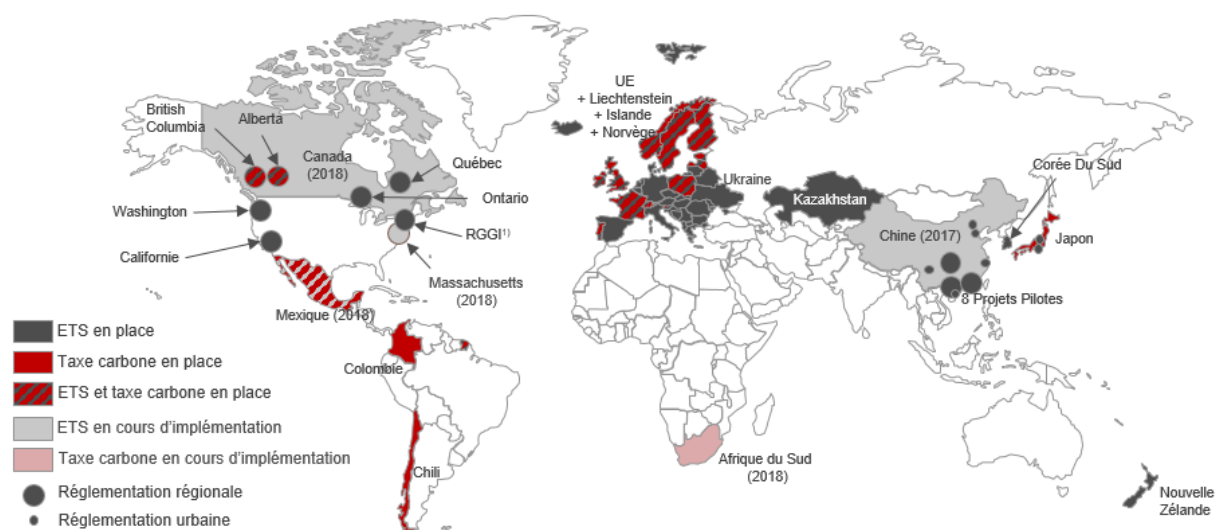 UE
+ Liechtenstein
+ Islande
+ Norvège
British
Columbia
Alberta
Canada
(2018)
Québec
Corée Du Sud
Ukraine
Ontario
Kazakhstan
Washington
RGGI¹⁾
Chine (2017)
Japon
Californie
Massachusetts
(2018)
8 Projets Pilotes
Mexique (2018)
ETS en place
Taxe carbone en place
Colombie
ETS et taxe carbone en place
ETS en cours d'implémentation
Taxe carbone en cours d'implémentation
Chili
Afrique du Sud
(2018)
Réglementation régionale
Nouvelle
Zélande
Réglementation urbaine